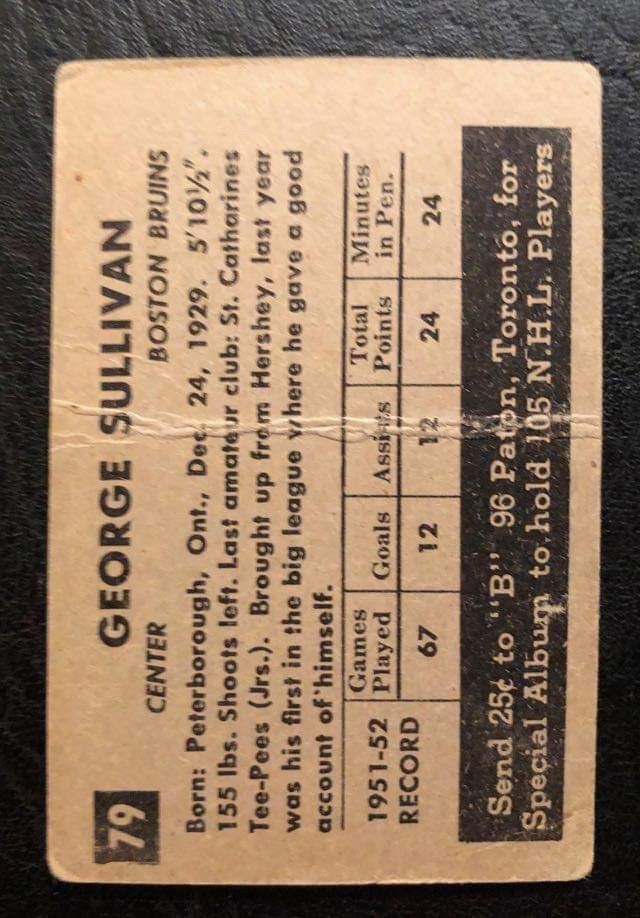 79
GEORGE SULLIVAN
CENTER BOSTON BRUINS
Born: Peterborough, Ont., Dec. 24, 1929. 5'10½".
155 lbs. Shoots left. Last amateur club: St. Catharines
Tee-Pees (Jrs.). Brought up from Hershey, last year
was his first in the big league where he gave a good
account of himself.
1951-52 RECORD
Games Played Goals Assists Total Points Minutes in Pen.
67 12 12 24 24
Send 25¢ to "B" 96 Paton, Toronto, for
Special Album to hold 105 N.H.L. Players